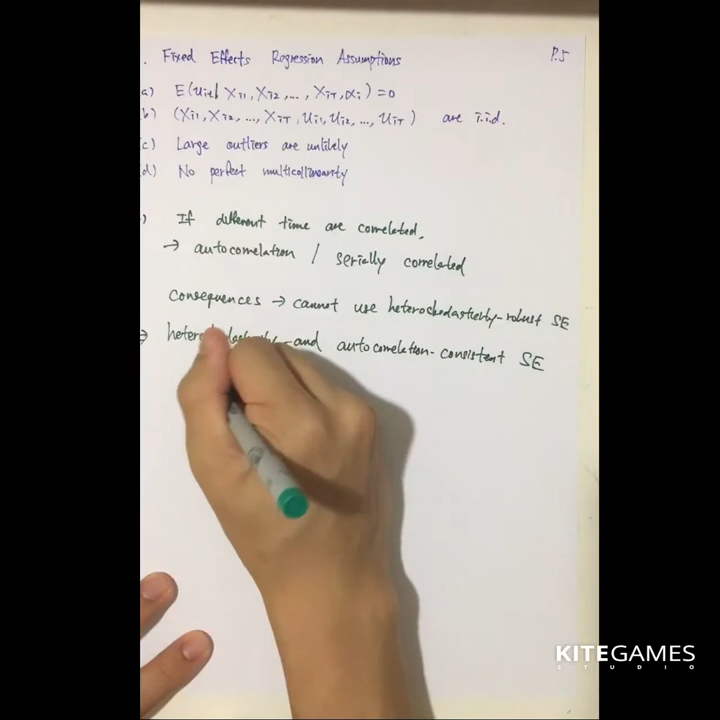 . Fixed Effects Regression Assumptions P.5
a) E(uit| Xi1, Xi2, ..., XiT, αi) = 0
b) (Xi1, Xi2, ..., XiT, ui1, ui2, ..., uiT) are i.i.d.
c) Large outliers are unlikely
d) No perfect multicollinearity
) If different time are correlated,
→ autocorrelation / serially correlated
Consequences → cannot use heteroskedasticity-robust SE
-and autocorrelation-consistent SE
KITEGAMES
STUDIO